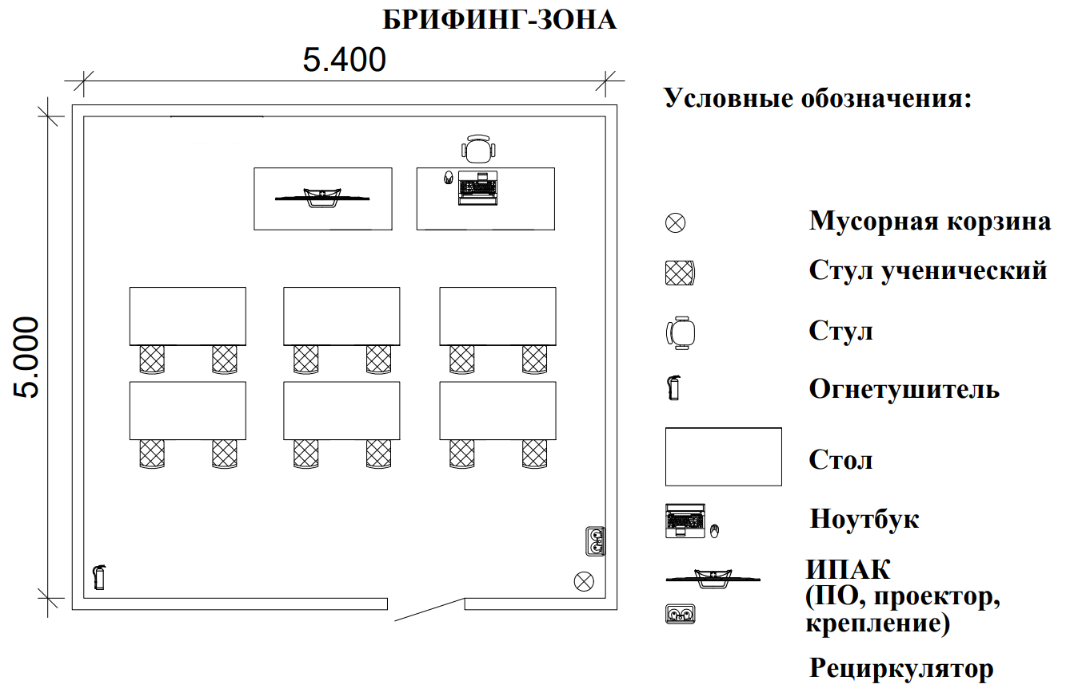 БРИФИНГ-ЗОНА
5.400
Условные обозначения:
5.000
Мусорная корзина
Стул ученический
Стул
Огнетушитель
Стол
Ноутбук
ИПАК
(ПО, проектор,
крепление)
Рециркулятор